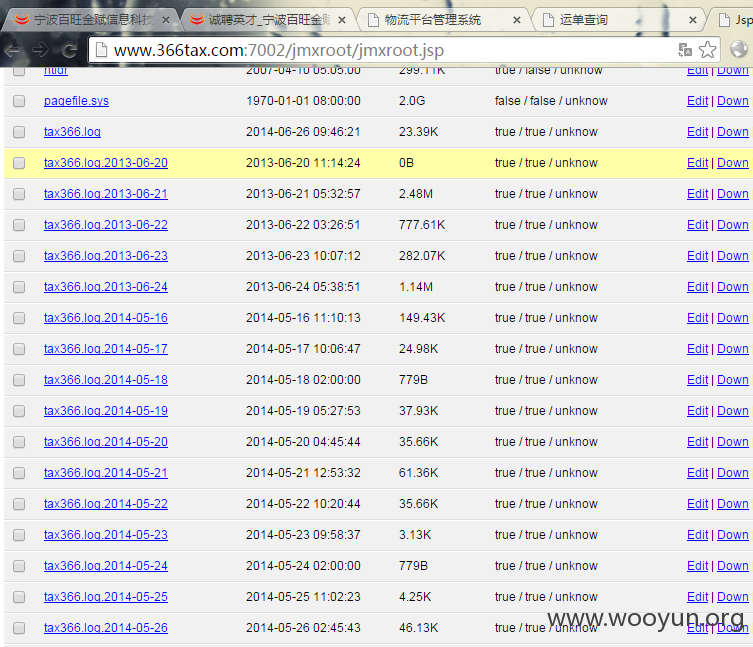 宁波百旺金赋信息科技 诚聘英才_宁波百旺金赋 物流平台管理系统 运单查询 Jsp
www.366tax.com:7002/jmxroot/jmxroot.jsp
ntldr 2007-04-10 05:05:00 299.11K true / false / unknow Edit | Down
pagefile.sys 1970-01-01 08:00:00 2.0G false / false / unknow Edit | Down
tax366.log 2014-06-26 09:46:21 23.39K true / true / unknow Edit | Down
tax366.log.2013-06-20 2013-06-20 11:14:24 0B true / true / unknow Edit | Down
tax366.log.2013-06-21 2013-06-21 05:32:57 2.48M true / true / unknow Edit | Down
tax366.log.2013-06-22 2013-06-22 03:26:51 777.61K true / true / unknow Edit | Down
tax366.log.2013-06-23 2013-06-23 10:07:12 282.07K true / true / unknow Edit | Down
tax366.log.2013-06-24 2013-06-24 05:38:51 1.14M true / true / unknow Edit | Down
tax366.log.2014-05-16 2014-05-16 11:10:13 149.43K true / true / unknow Edit | Down
tax366.log.2014-05-17 2014-05-17 10:06:47 24.98K true / true / unknow Edit | Down
tax366.log.2014-05-18 2014-05-18 02:00:00 779B true / true / unknow Edit | Down
tax366.log.2014-05-19 2014-05-19 05:27:53 37.93K true / true / unknow Edit | Down
tax366.log.2014-05-20 2014-05-20 04:45:44 35.66K true / true / unknow Edit | Down
tax366.log.2014-05-21 2014-05-21 12:53:32 61.36K true / true / unknow Edit | Down
tax366.log.2014-05-22 2014-05-22 10:20:44 35.66K true / true / unknow Edit | Down
tax366.log.2014-05-23 2014-05-23 09:58:37 3.13K true / true / unknow Edit | Down
tax366.log.2014-05-24 2014-05-24 02:00:00 779B true / true / unknow Edit | Down
tax366.log.2014-05-25 2014-05-25 11:02:23 4.25K true / true / unknow Edit | Down
www.wooyun.org
tax366.log.2014-05-26 2014-05-26 02:45:43 46.13K true / true / unknow Edit | Down